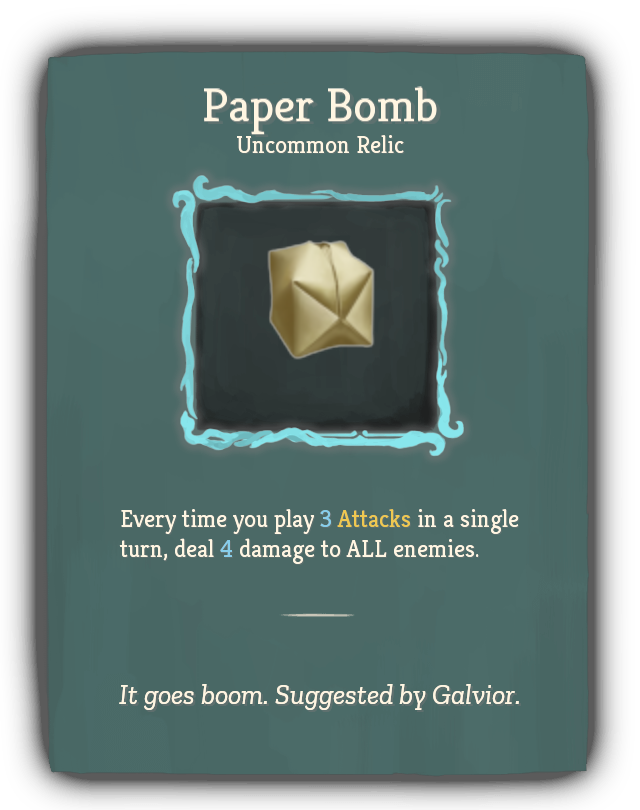 Paper Bomb
Uncommon Relic
Every time you play 3 Attacks in a single
turn, deal 4 damage to ALL enemies.
It goes boom. Suggested by Galvior.